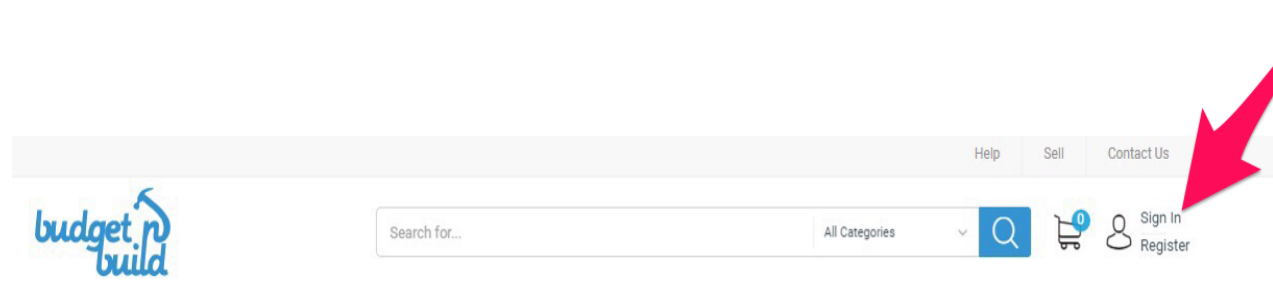 Help Sell Contact Us
budget n
build
Search for... All Categories 0 Sign In
Register